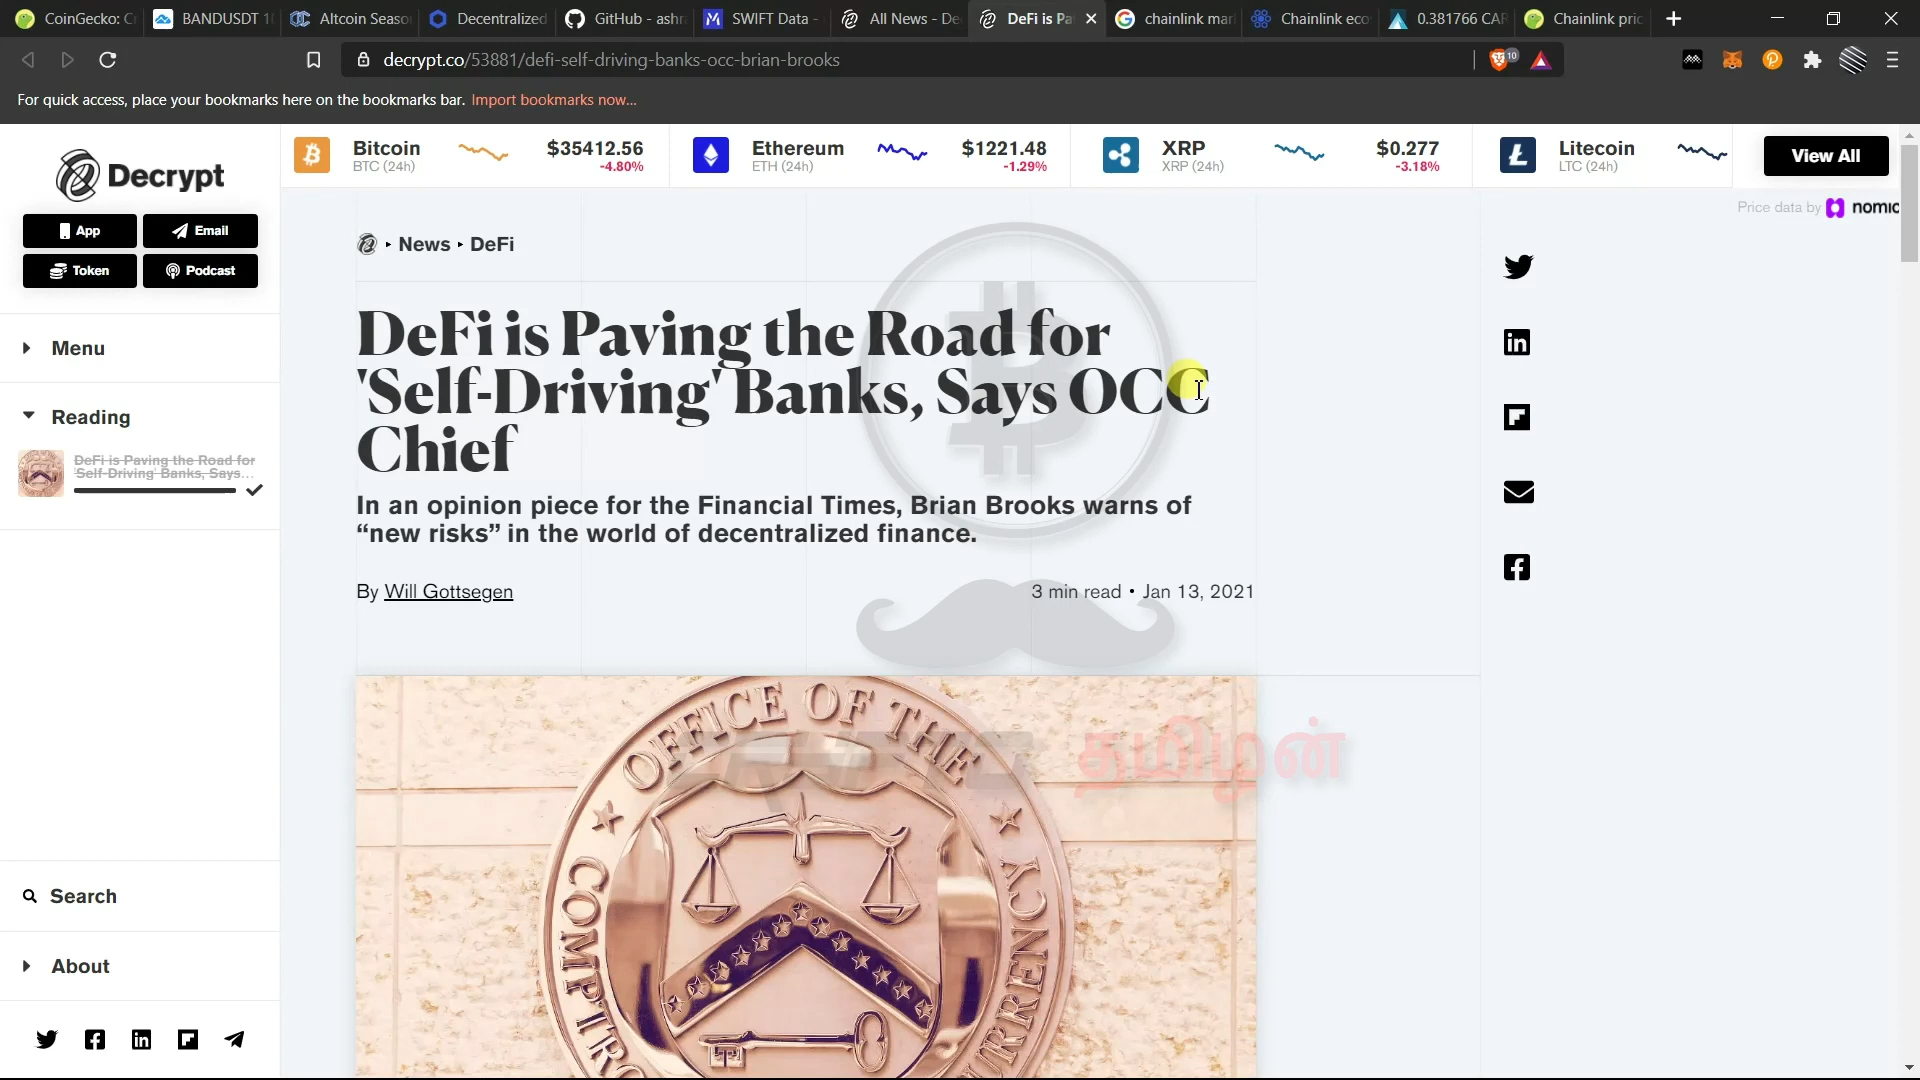 CoinGecko: Cr
BANDUSDT 1
Altcoin Seaso
Decentralized
GitHub - ashr
SWIFT Data -
All News - De
DeFi is Pa
chainlink mar
Chainlink eco
0.381766 CAR
Chainlink pric
decrypt.co/53881/defi-self-driving-banks-occ-brian-brooks
10
For quick access, place your bookmarks here on the bookmarks bar. Import bookmarks now...
Decrypt
App
Email
Token
Podcast
Menu
Reading
DeFi is Paving the Road for
'Self-Driving' Banks, Says...
Search
About
Bitcoin
BTC (24h)
$35412.56
-4.80%
Ethereum
ETH (24h)
$1221.48
-1.29%
XRP
XRP (24h)
$0.277
-3.18%
Litecoin
LTC (24h)
View All
Price data by nomic
News
DeFi
DeFi is Paving the Road for
'Self-Driving' Banks, Says OCC
Chief
In an opinion piece for the Financial Times, Brian Brooks warns of
“new risks” in the world of decentralized finance.
By Will Gottsegen
3 min read • Jan 13, 2021
OFFICE OF THE
COMPTRO
CURRENCY
தமிழன்